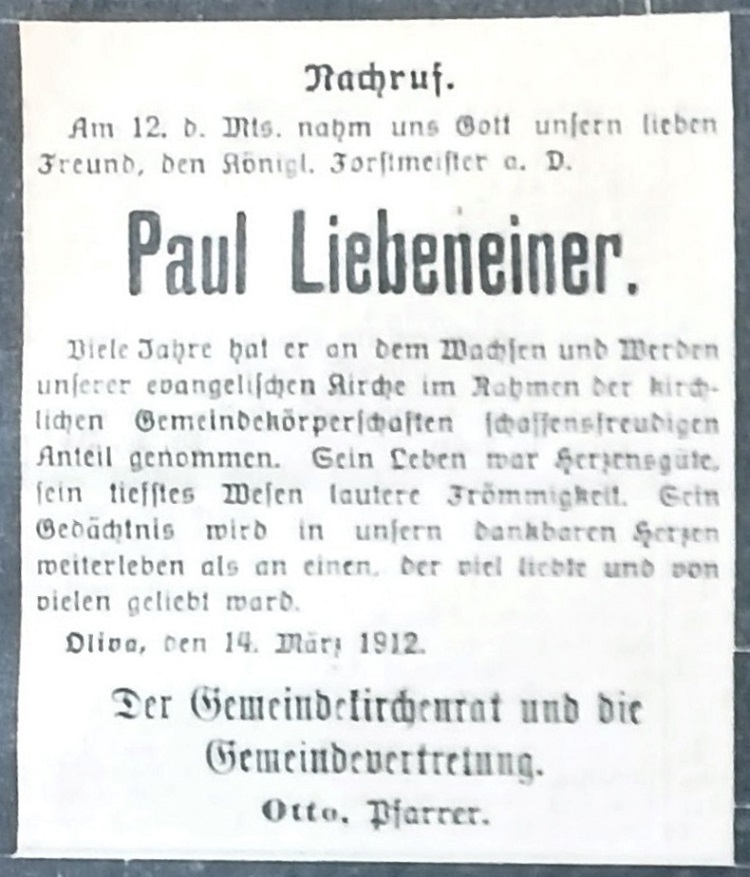 Nachruf.
Am 12. d. Mts. nahm uns Gott unsern lieben
Freund, den Königl. Forstmeister a. D.
Paul Liebeneiner.
Viele Jahre hat er an dem Wachsen und Werden
unserer evangelischen Kirche im Rahmen der kirch-
lichen Gemeindekörperschaften schaffensfreudigen
Anteil genommen. Sein Leben war Herzensgüte,
sein tiefstes Wesen lautere Frömmigkeit. Sein
Gedächtnis wird in unsern dankbaren Herzen
weiterleben als an einen, der viel liebte und von
vielen geliebt ward.
Oliva, den 14. März 1912.
Der Gemeindekirchenrat und die
Gemeindevertretung.
Otto, Pfarrer.